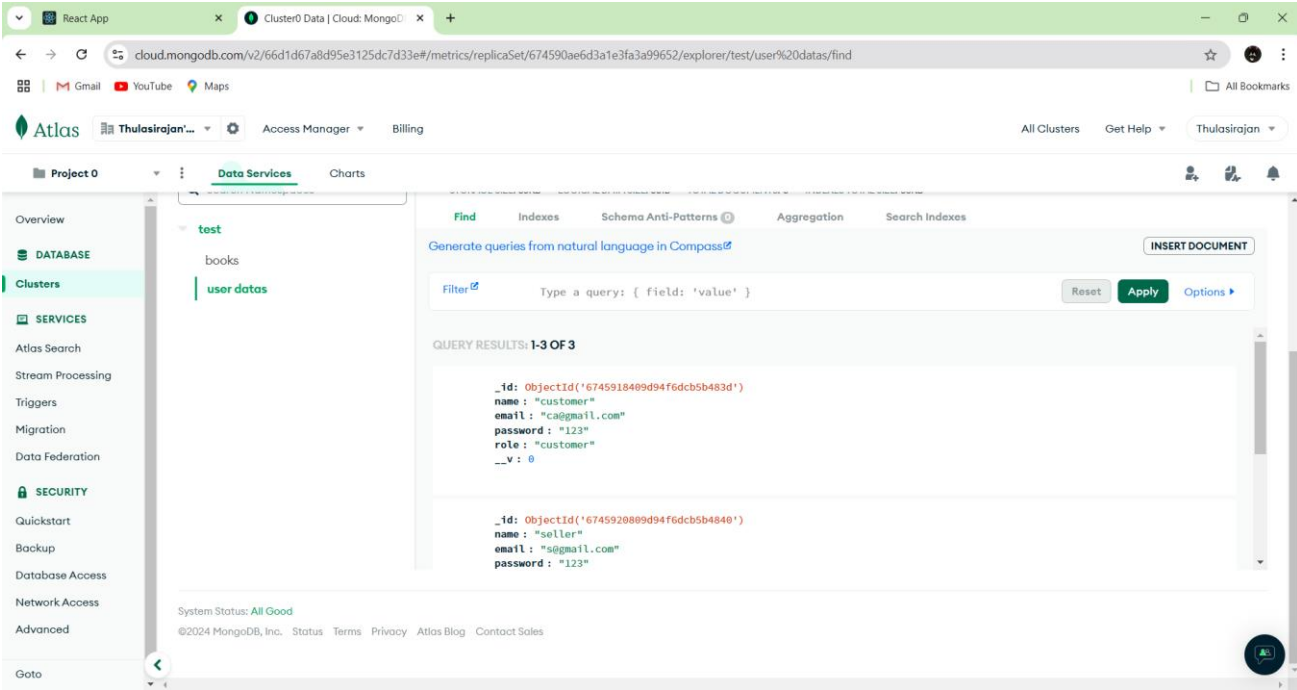 React App
Cluster0 Data | Cloud: MongoD
cloud.mongodb.com/v2/66d1d67a8d95e3125dc7d33e#/metrics/replicaSet/674590ae6d3a1e3fa3a99652/explorer/test/user%20datas/find
Gmail YouTube Maps All Bookmarks
Atlas Thulasirajan'... Access Manager Billing All Clusters Get Help Thulasirajan
Project 0 Data Services Charts
Overview
DATABASE
Clusters
SERVICES
Atlas Search
Stream Processing
Triggers
Migration
Data Federation
SECURITY
Quickstart
Backup
Database Access
Network Access
Advanced
Goto
test
books
user datas
Find Indexes Schema Anti-Patterns 0 Aggregation Search Indexes
Generate queries from natural language in Compass
INSERT DOCUMENT
Filter Type a query: { field: 'value' } Reset Apply Options
QUERY RESULTS: 1-3 OF 3
_id: ObjectId('6745918409d94f6dcb5b483d')
name : "customer"
email : "ca@gmail.com"
password : "123"
role : "customer"
__v : 0
_id: ObjectId('6745920809d94f6dcb5b4840')
name : "seller"
email : "s@gmail.com"
password : "123"
System Status: All Good
©2024 MongoDB, Inc. Status Terms Privacy Atlas Blog Contact Sales